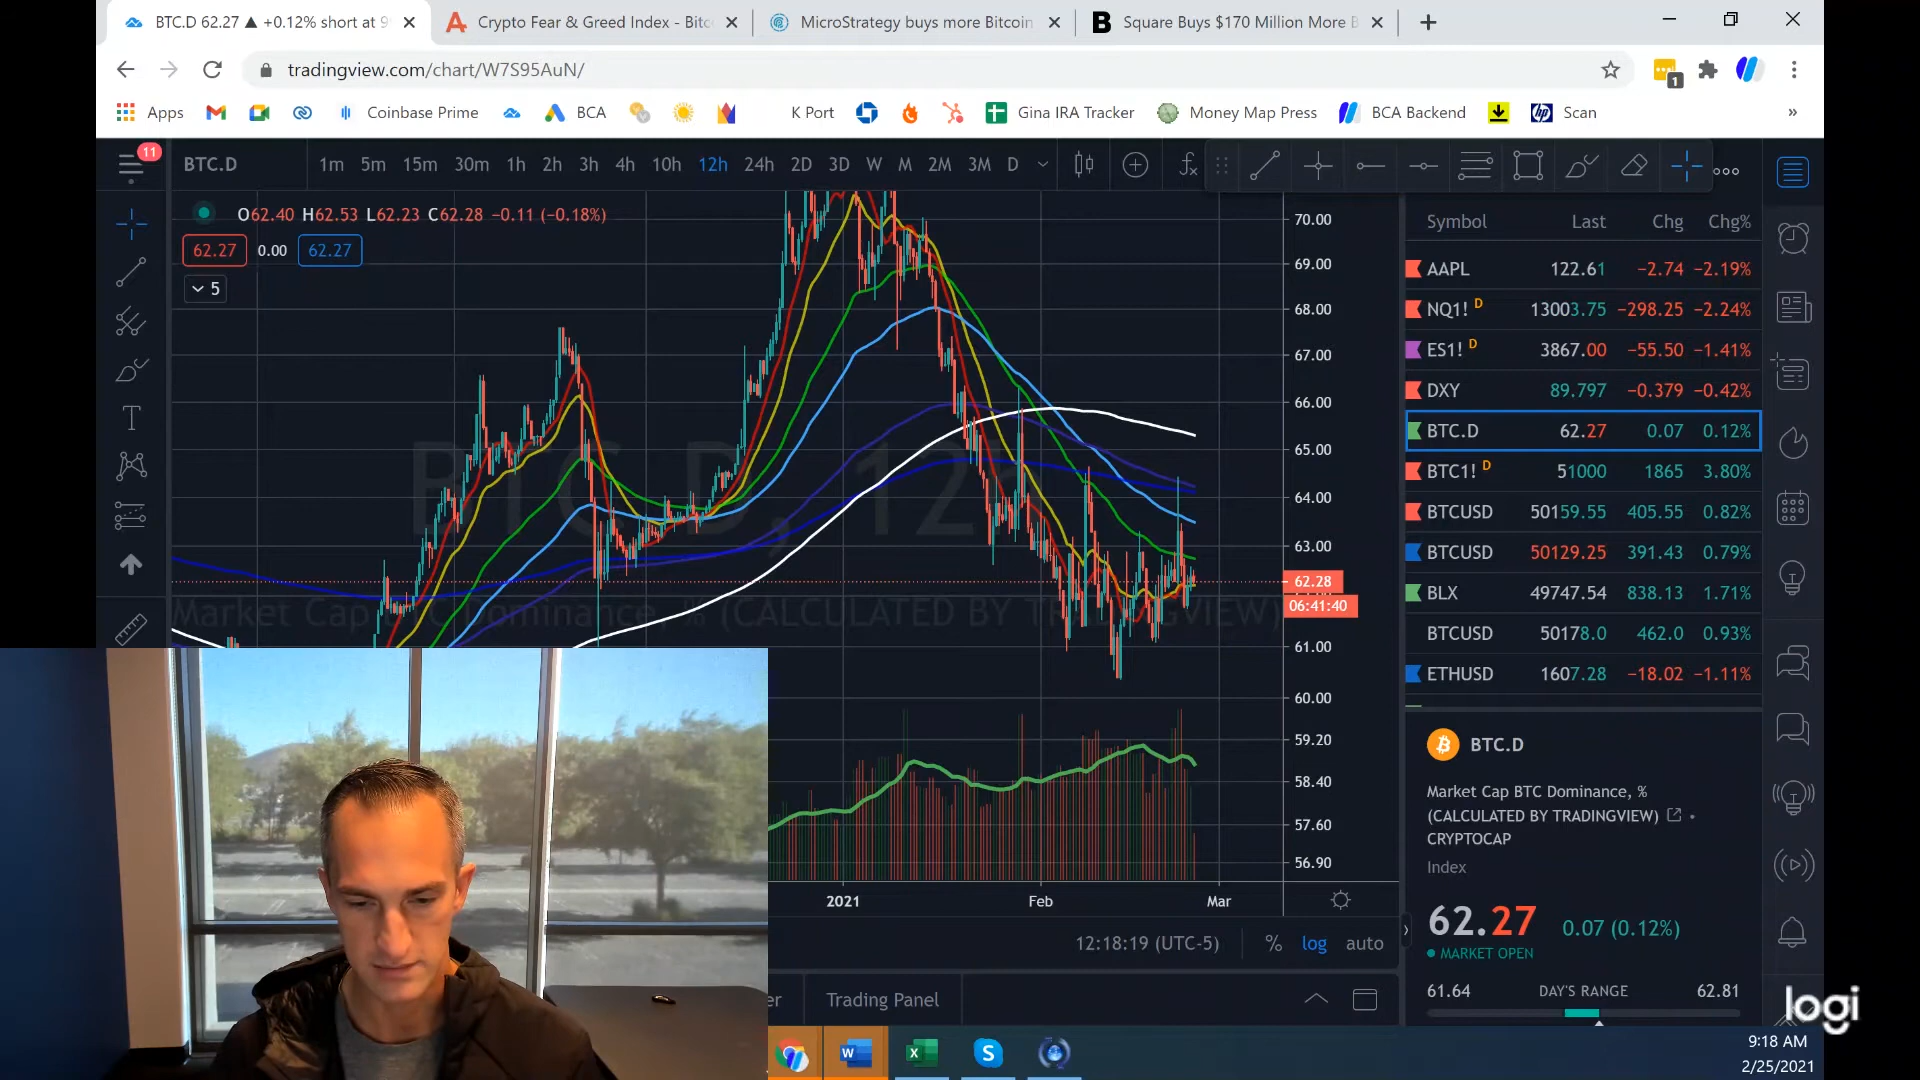 BTC.D 62.27 ▲ +0.12% short at 9
Crypto Fear & Greed Index - Bitc
MicroStrategy buys more Bitcoin
Square Buys $170 Million More B
tradingview.com/chart/W7S95AuN/
1
Apps
Coinbase Prime
BCA
K Port
Gina IRA Tracker
Money Map Press
BCA Backend
Scan
»
11
BTC.D
1m 5m 15m 30m 1h 2h 3h 4h 10h 12h 24h 2D 3D W M 2M 3M D
O62.40 H62.53 L62.23 C62.28 −0.11 (−0.18%)
62.27 0.00 62.27
5
BTC.D, 12h
Market Cap BTC Dominance, % (CALCULATED BY TRADINGVIEW)
70.00
69.00
68.00
67.00
66.00
65.00
64.00
63.00
62.28
06:41:40
61.00
60.00
59.20
58.40
57.60
56.90
2021 Feb Mar
12:18:19 (UTC-5) % log auto
Trading Panel
Symbol Last Chg Chg%
AAPL 122.61 −2.74 −2.19%
NQ1! D 13003.75 −298.25 −2.24%
ES1! D 3867.00 −55.50 −1.41%
DXY 89.797 −0.379 −0.42%
BTC.D 62.27 0.07 0.12%
BTC1! D 51000 1865 3.80%
BTCUSD 50159.55 405.55 0.82%
BTCUSD 50129.25 391.43 0.79%
BLX 49747.54 838.13 1.71%
BTCUSD 50178.0 462.0 0.93%
ETHUSD 1607.28 −18.02 −1.11%
BTC.D
Market Cap BTC Dominance, %
(CALCULATED BY TRADINGVIEW)
CRYPTOCAP
Index
62.27 0.07 (0.12%)
MARKET OPEN
61.64 DAY'S RANGE 62.81
logi
9:18 AM
2/25/2021